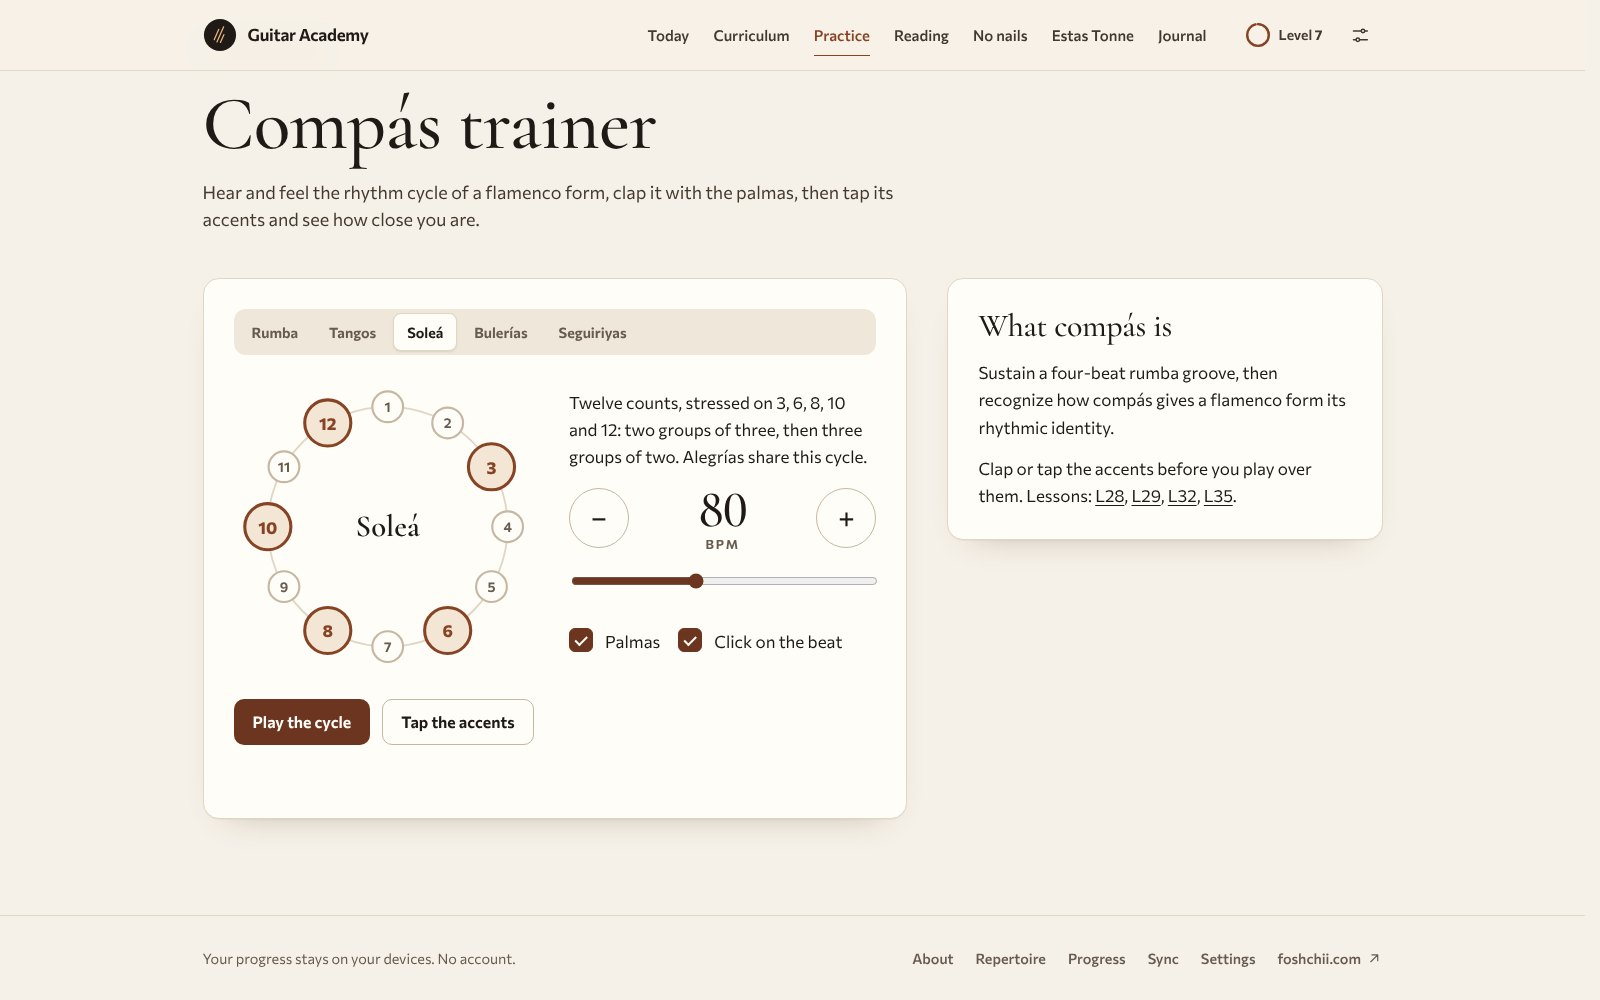 Guitar Academy
Today
Curriculum
Practice
Reading
No nails
Estas Tonne
Journal
Level 7
Compás trainer
Hear and feel the rhythm cycle of a flamenco form, clap it with the palmas, then tap its
accents and see how close you are.
Rumba
Tangos
Soleá
Bulerías
Seguiriyas
1
2
3
4
5
6
7
8
9
10
11
12
Soleá
Twelve counts, stressed on 3, 6, 8, 10
and 12: two groups of three, then three
groups of two. Alegrías share this cycle.
−
80
BPM
+
Palmas
Click on the beat
Play the cycle
Tap the accents
What compás is
Sustain a four-beat rumba groove, then
recognize how compás gives a flamenco form its
rhythmic identity.
Clap or tap the accents before you play over
them. Lessons: L28, L29, L32, L35.
Your progress stays on your devices. No account.
About
Repertoire
Progress
Sync
Settings
foshchii.com ↗